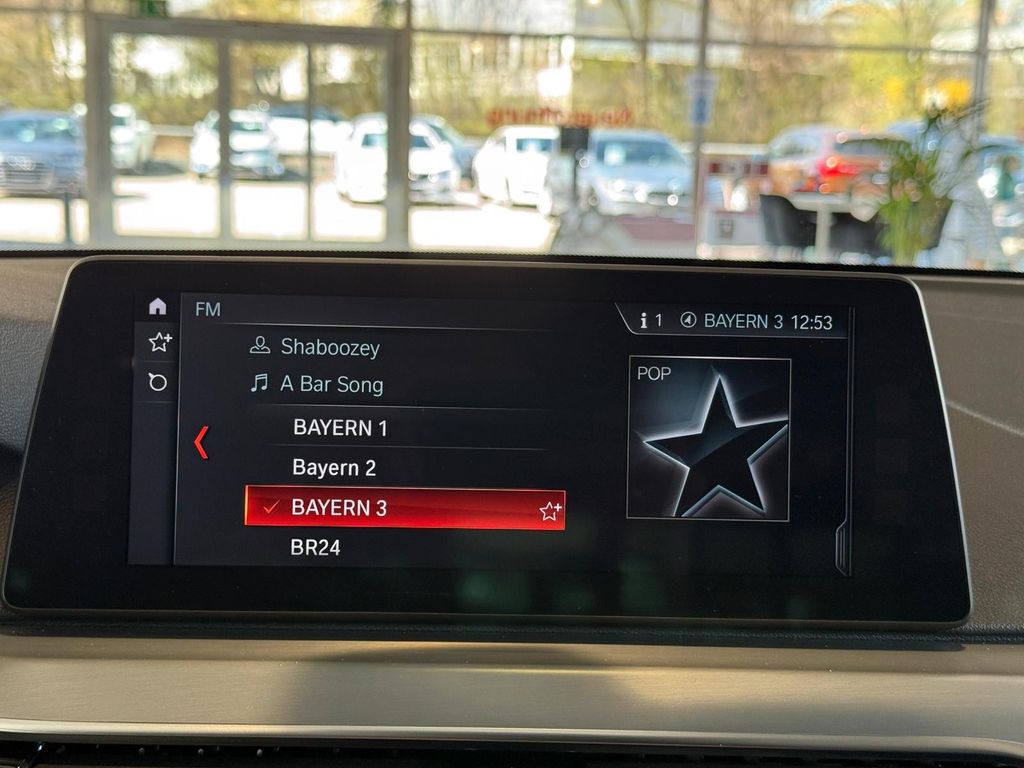 FM
1 BAYERN 3 12:53
Shaboozey
A Bar Song
POP
BAYERN 1
Bayern 2
BAYERN 3
BR24